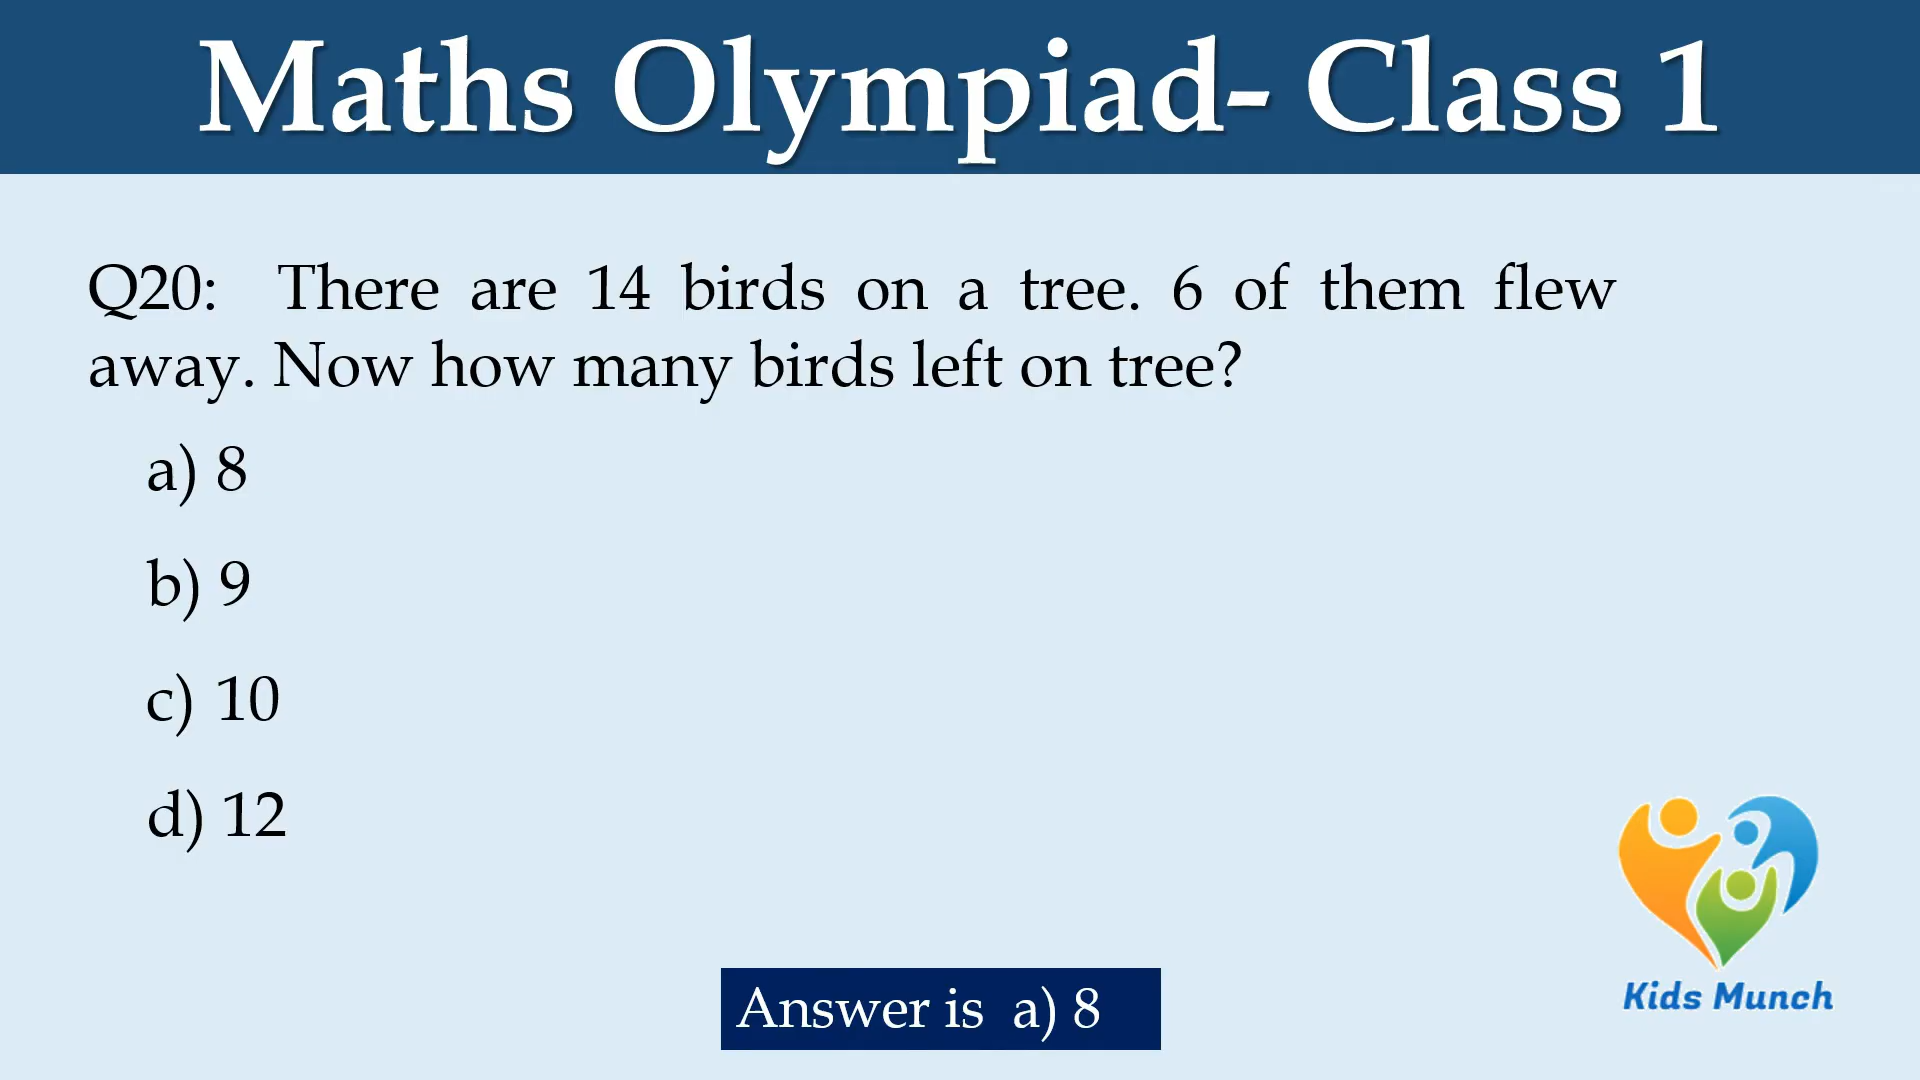 Maths Olympiad- Class 1
Q20: There are 14 birds on a tree. 6 of them flew
away. Now how many birds left on tree?
a) 8
b) 9
c) 10
d) 12
Kids Munch
Answer is a) 8